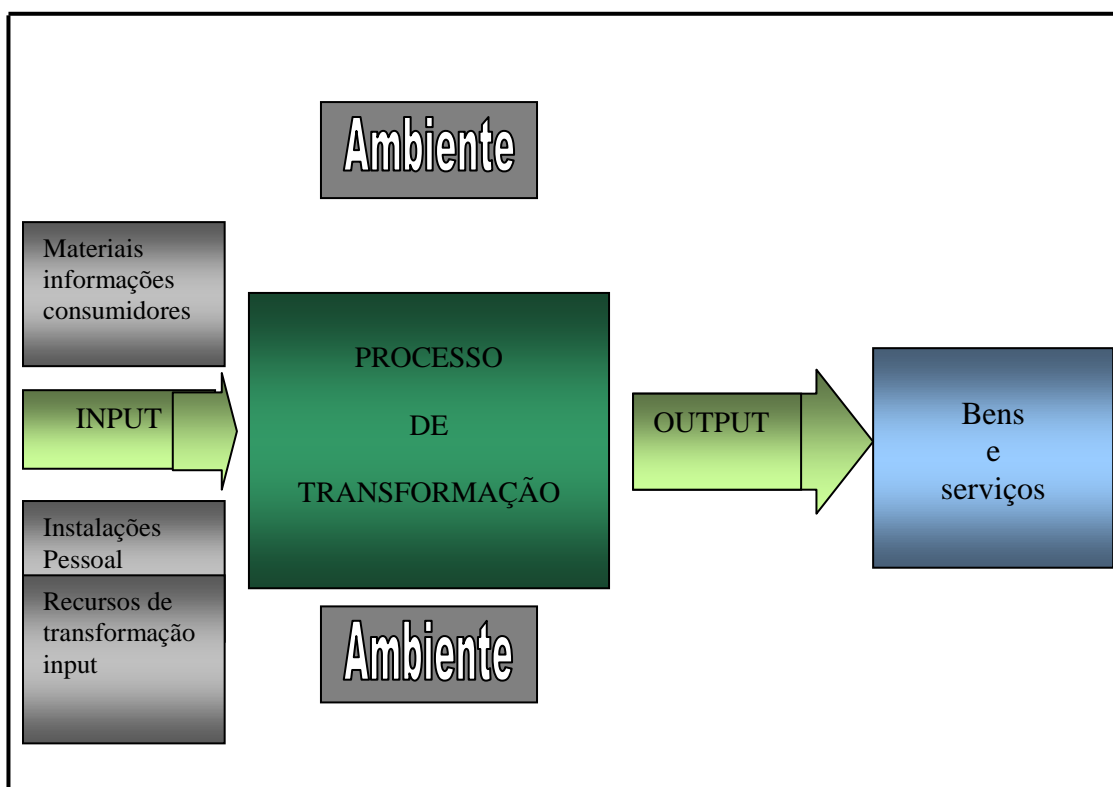 Ambiente
Materiais
informações
consumidores
INPUT
Instalações
Pessoal
Recursos de
transformação
input
PROCESSO
DE
TRANSFORMAÇÃO
OUTPUT
Bens
e
serviços
Ambiente